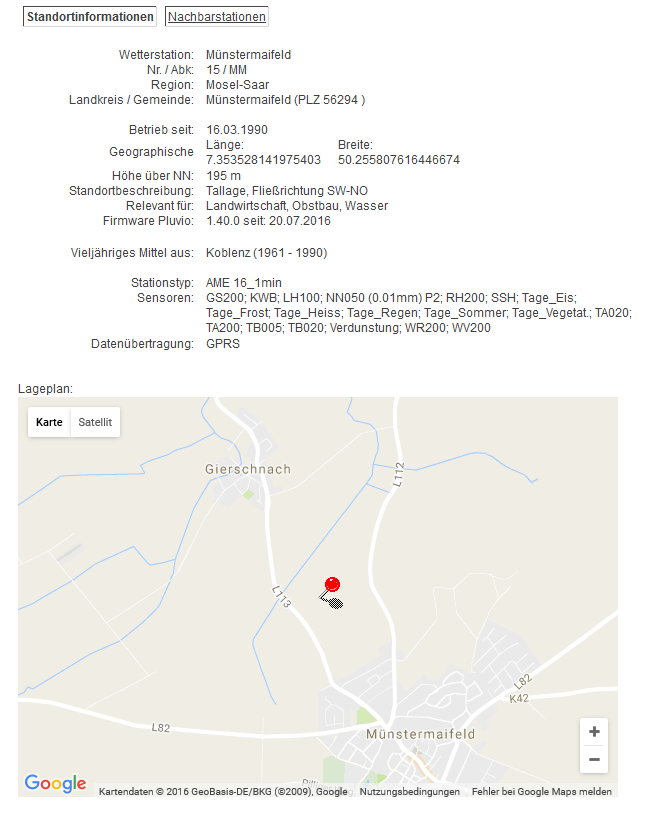 Standortinformationen Nachbarstationen
Wetterstation: Münstermaifeld
Nr. / Abk: 15 / MM
Region: Mosel-Saar
Landkreis / Gemeinde: Münstermaifeld (PLZ 56294 )
Betrieb seit: 16.03.1990
Geographische Länge: Breite:
7.353528141975403 50.255807616446674
Höhe über NN: 195 m
Standortbeschreibung: Tallage, Fließrichtung SW-NO
Relevant für: Landwirtschaft, Obstbau, Wasser
Firmware Pluvio: 1.40.0 seit: 20.07.2016
Vieljähriges Mittel aus: Koblenz (1961 - 1990)
Stationstyp: AME 16_1min
Sensoren: GS200; KWB; LH100; NN050 (0.01mm) P2; RH200; SSH; Tage_Eis;
Tage_Frost; Tage_Heiss; Tage_Regen; Tage_Sommer; Tage_Vegetat.; TA020;
TA200; TB005; TB020; Verdunstung; WR200; WV200
Datenübertragung: GPRS
Lageplan:
Karte Satellit
Gierschnach
L112
L113
L82
K42
L82
Münstermaifeld
Google
Kartendaten © 2016 GeoBasis-DE/BKG (©2009), Google Nutzungsbedingungen Fehler bei Google Maps melden